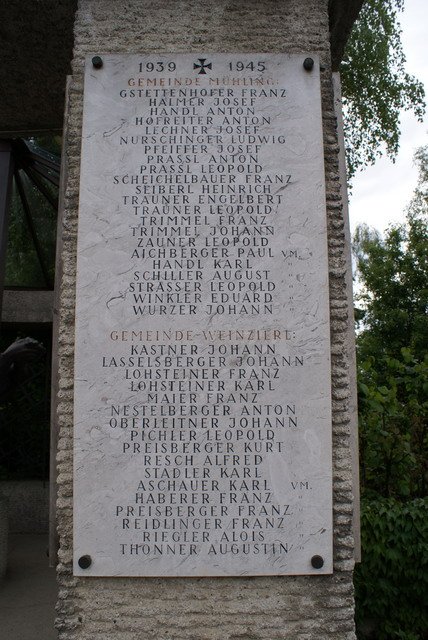 1939 ✠ 1945
GEMEINDE MÜHLING:
GSTETTENHOFER FRANZ
HALMER JOSEF
HANDL ANTON
HOFREITER ANTON
LECHNER JOSEF
NURSCHINGER LUDWIG
PFEIFFER JOSEF
PRASSL ANTON
PRASSL LEOPOLD
SCHEICHELBAUER FRANZ
SEIBERL HEINRICH
TRAUNER ENGELBERT
TRAUNER LEOPOLD
TRIMMEL FRANZ
TRIMMEL JOHANN
ZAUNER LEOPOLD
AICHBERGER PAUL VM.
HANDL KARL "
SCHILLER AUGUST "
STRASSER LEOPOLD "
WINKLER EDUARD "
WURZER JOHANN "
GEMEINDE WEINZIERL:
KASTNER JOHANN
LASSELSBERGER JOHANN
LOHSTEINER FRANZ
LOHSTEINER KARL
MAIER FRANZ
NESTELBERGER ANTON
OBERLEITNER JOHANN
PICHLER LEOPOLD
PREISBERGER KURT
RESCH ALFRED
STADLER KARL
ASCHAUER KARL VM.
HABERER FRANZ "
PREISBERGER FRANZ "
REIDLINGER FRANZ "
RIEGLER ALOIS "
THONNER AUGUSTIN "